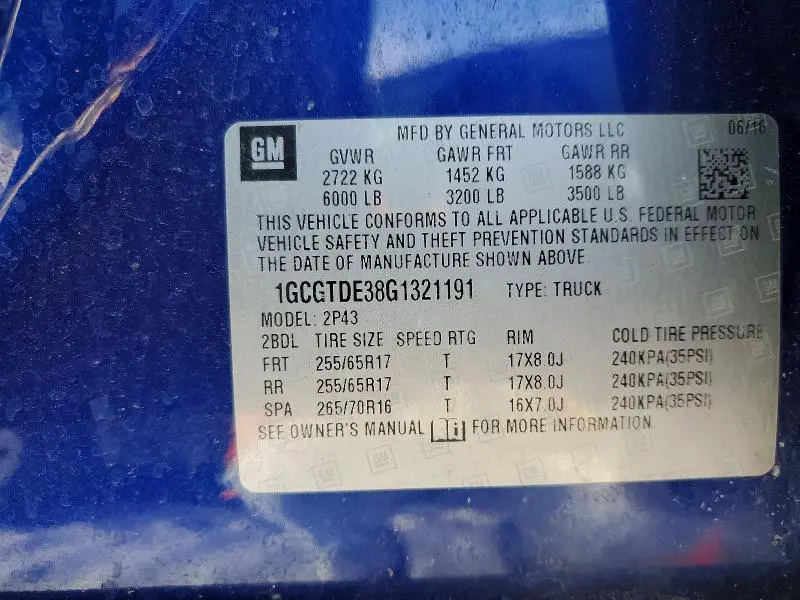 GM
MFD BY GENERAL MOTORS LLC 06/16
GVWR GAWR FRT GAWR RR
2722 KG 1452 KG 1588 KG
6000 LB 3200 LB 3500 LB
THIS VEHICLE CONFORMS TO ALL APPLICABLE U.S. FEDERAL MOTOR
VEHICLE SAFETY AND THEFT PREVENTION STANDARDS IN EFFECT ON
THE DATE OF MANUFACTURE SHOWN ABOVE.
1GCGTDE38G1321191 TYPE: TRUCK
MODEL: 2P43
2BDL TIRE SIZE SPEED RTG RIM COLD TIRE PRESSURE
FRT 255/65R17 T 17X8.0J 240KPA(35PSI)
RR 255/65R17 T 17X8.0J 240KPA(35PSI)
SPA 265/70R16 T 16X7.0J 240KPA(35PSI)
SEE OWNER'S MANUAL i FOR MORE INFORMATION